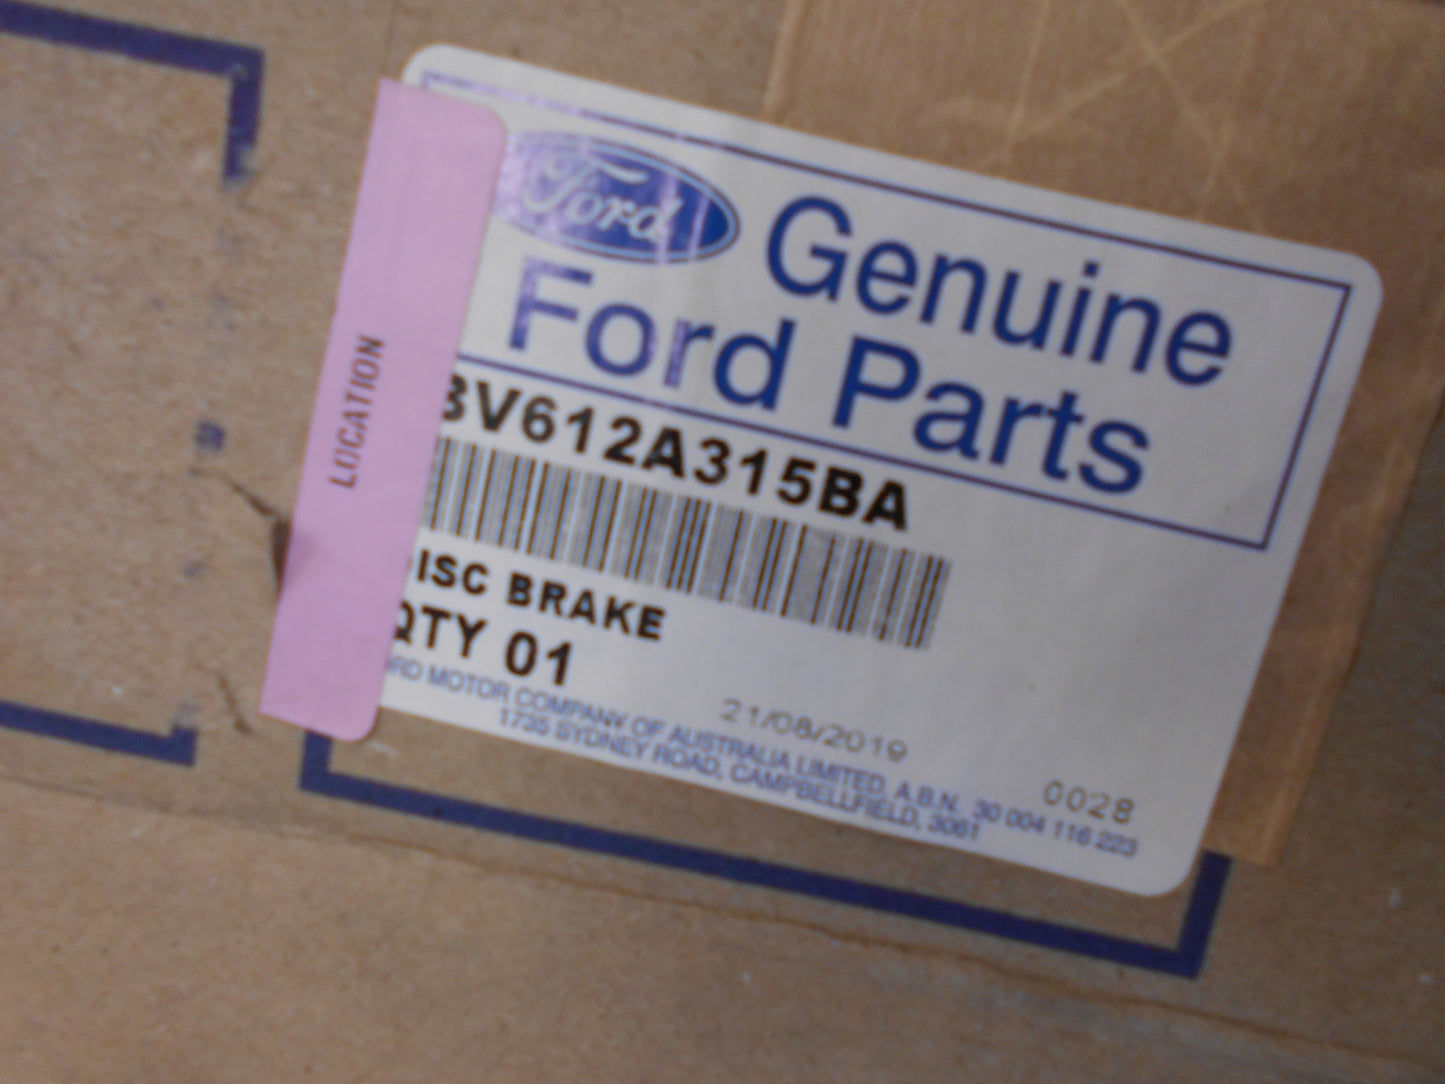 Ford Genuine
Ford Parts
LOCATION
BV612A315BA
ISC BRAKE
QTY 01
21/08/2019
RD MOTOR COMPANY OF AUSTRALIA LIMITED, A.B.N. 30 004 116 223
1735 SYDNEY ROAD, CAMPBELLFIELD, 3061
0028